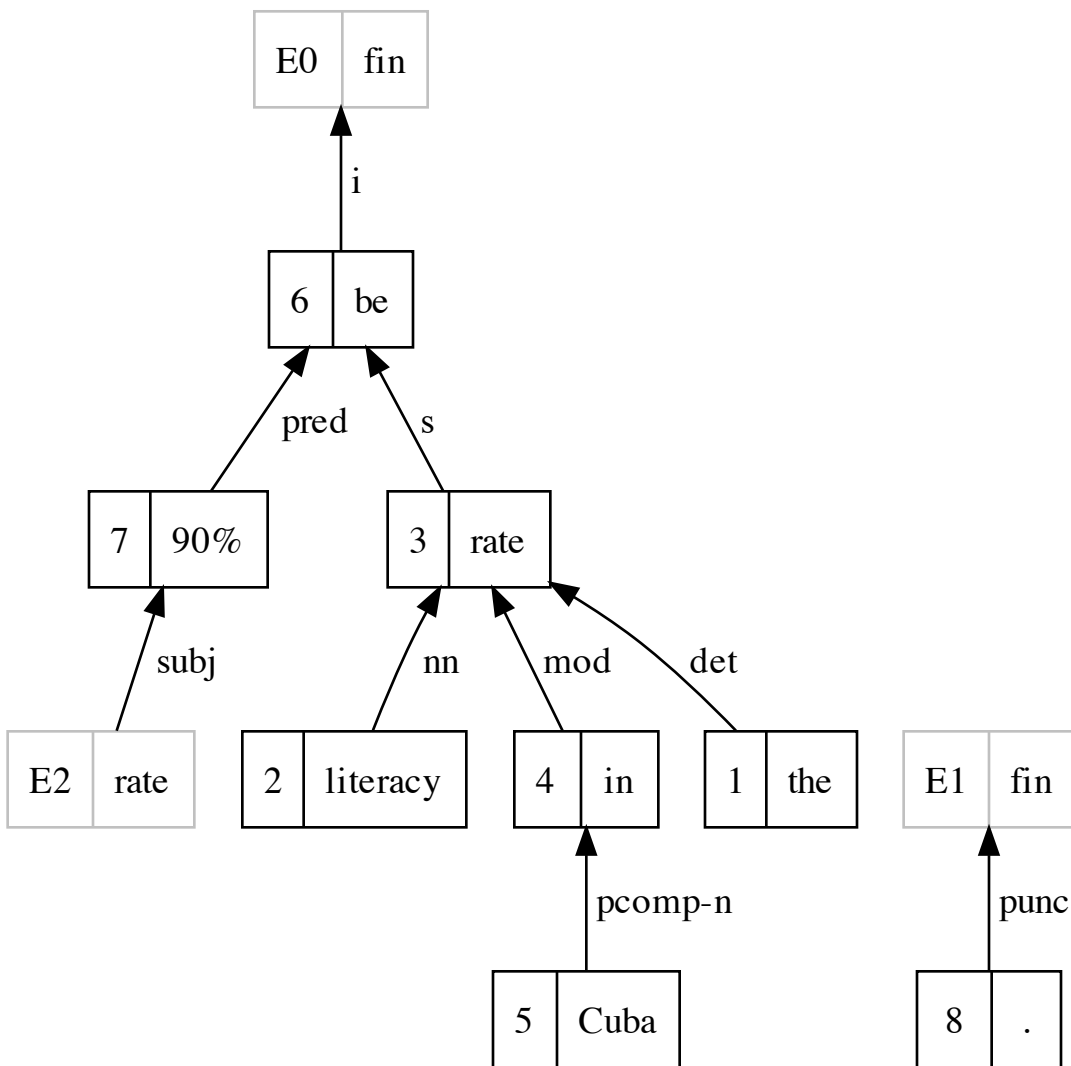 E0 fin
i
6 be
pred s
7 90% 3 rate
subj nn mod det
E2 rate 2 literacy 4 in 1 the E1 fin
pcomp-n punc
5 Cuba 8 .